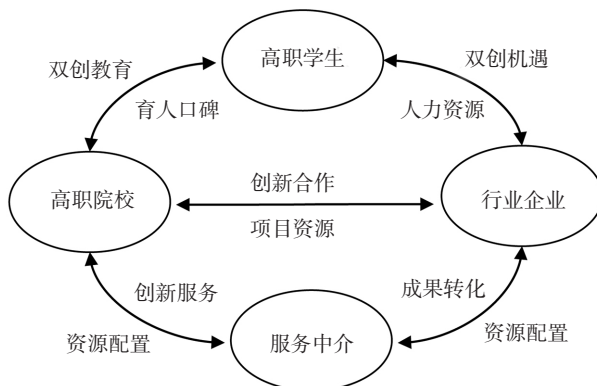 高职学生
双创教育
双创机遇
育人口碑
人力资源
创新合作
高职院校
行业企业
项目资源
创新服务
成果转化
资源配置
服务中介
资源配置